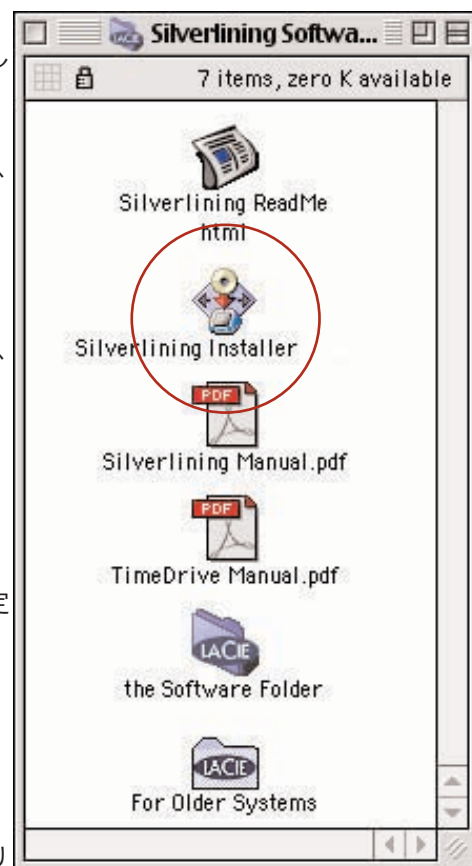 Silverlining Softwa...
7 items, zero K available
Silverlining ReadMe
html
Silverlining Installer
PDF
Silverlining Manual.pdf
PDF
TimeDrive Manual.pdf
LACIE
the Software Folder
LACIE
For Older Systems